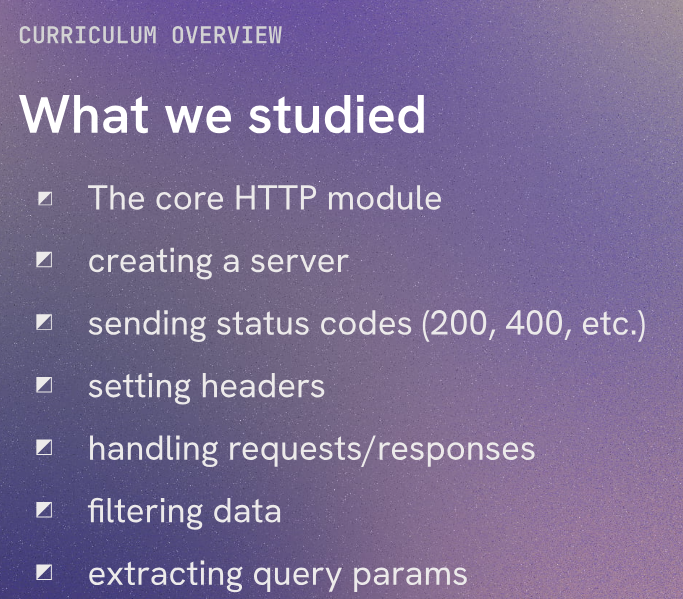 CURRICULUM OVERVIEW
What we studied
The core HTTP module
creating a server
sending status codes (200, 400, etc.)
setting headers
handling requests/responses
filtering data
extracting query params